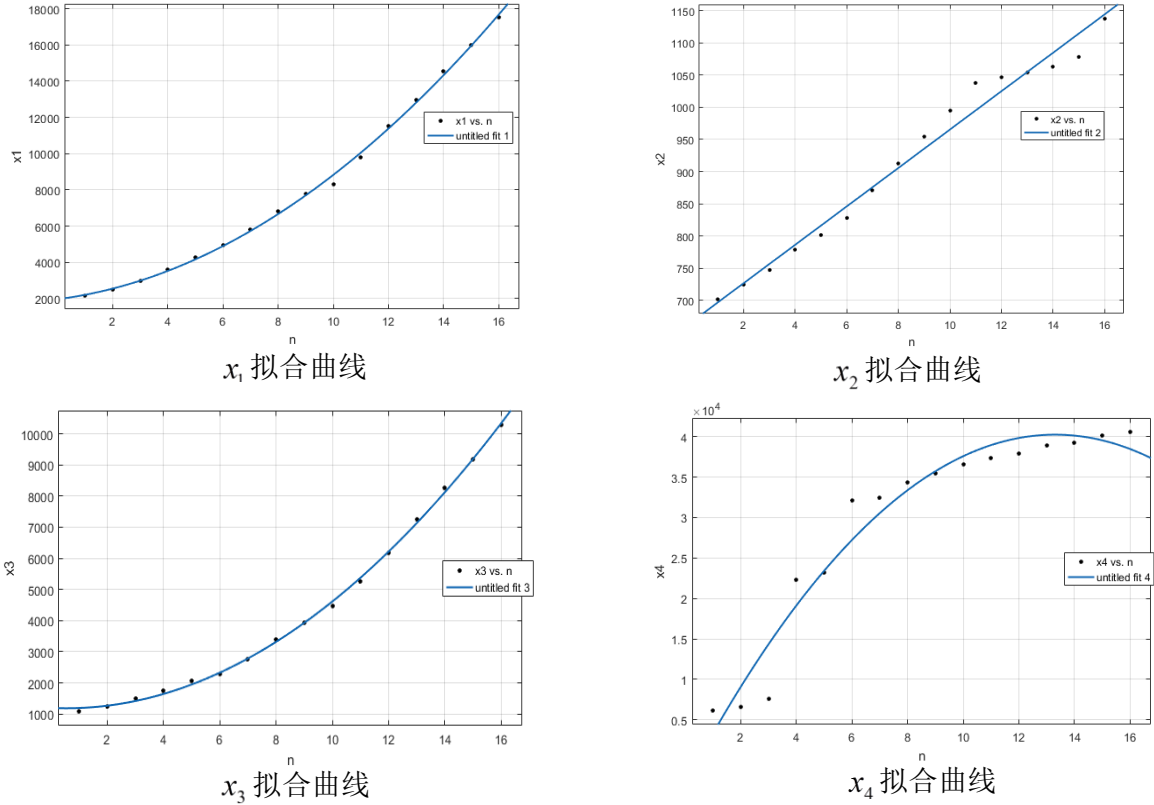 18000
16000
14000
12000
10000
8000
6000
4000
2000
x1
x1 vs. n
untitled fit 1
2 4 6 8 10 12 14 16
n
x₁ 拟合曲线
1150
1100
1050
1000
950
900
850
800
750
700
x2
x2 vs. n
untitled fit 2
2 4 6 8 10 12 14 16
n
x₂ 拟合曲线
10000
9000
8000
7000
6000
5000
4000
3000
2000
1000
x3
x3 vs. n
untitled fit 3
2 4 6 8 10 12 14 16
n
x₃ 拟合曲线
×10⁴
4
3.5
3
2.5
2
1.5
1
0.5
x4
x4 vs. n
untitled fit 4
2 4 6 8 10 12 14 16
n
x₄ 拟合曲线